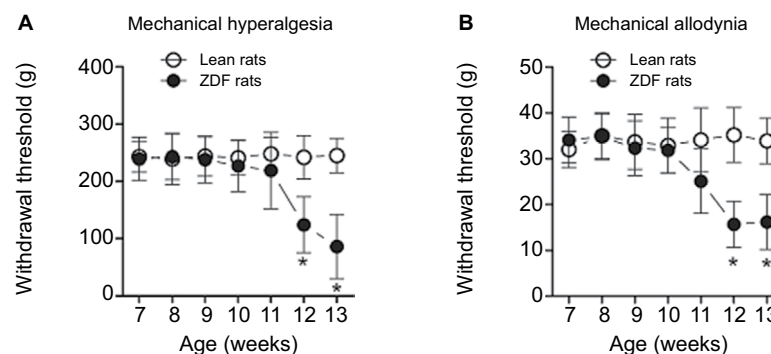 A
Mechanical hyperalgesia
Lean rats
ZDF rats
Withdrawal threshold (g)
400
300
200
100
0
*
*
7 8 9 10 11 12 13
Age (weeks)
B
Mechanical allodynia
Lean rats
ZDF rats
Withdrawal threshold (g)
50
40
30
20
10
0
*
*
7 8 9 10 11 12 13
Age (weeks)